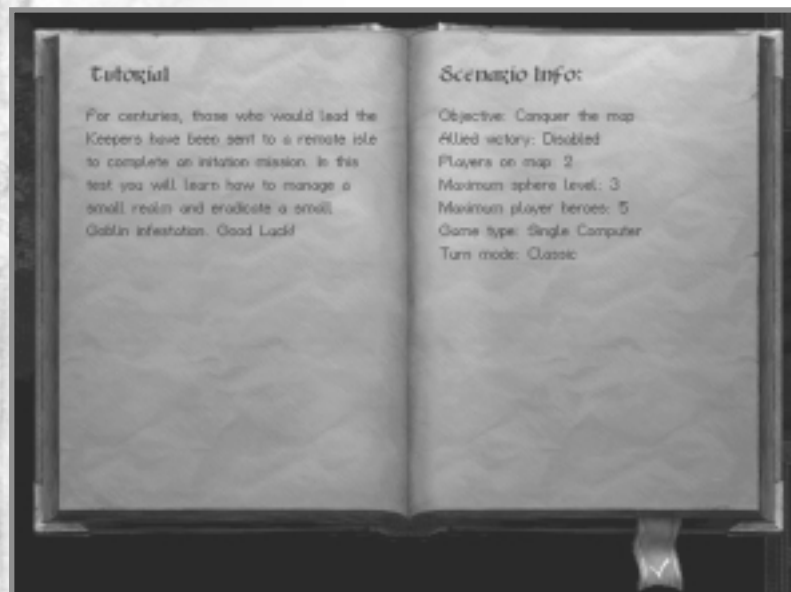 Tutorial
For centuries, those who would lead the
Keepers have been sent to a remote isle
to complete an initation mission. In this
test you will learn how to manage a
small realm and eradicate a small
Goblin infestation. Good Luck!
Scenario Info:
Objective: Conquer the map
Allied victory: Disabled
Players on map: 2
Maximum sphere level: 3
Maximum player heroes: 5
Game type: Single Computer
Turn mode: Classic